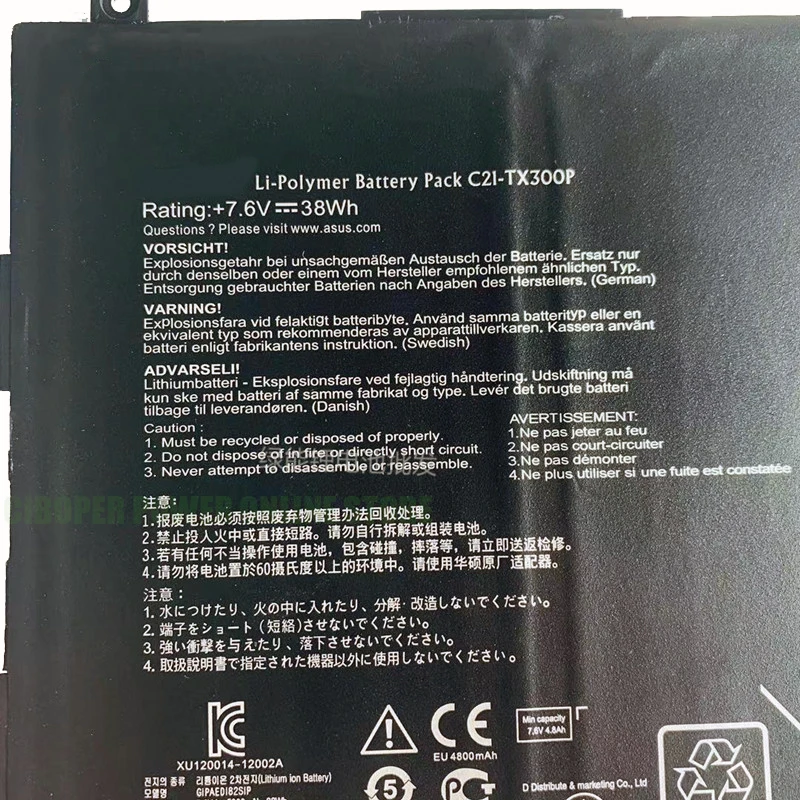 Li-Polymer Battery Pack C21-TX300P
Rating:+7.6V⎓38Wh
Questions ? Please visit www.asus.com
VORSICHT!
Explosionsgetahr bei unsachgemäßen Austausch der Batterie. Ersatz nur
durch denselben oder einem vom Hersteller empfohlenem ähnlichen Typ.
Entsorgung gebrauchter Batterien nach Angaben des Herstellers. (German)
VARNING!
Explosionsfara vid felaktigt batteribyte. Använd samma batterityp eller en
ekvivalent typ som rekommenderas av apparattillverkaren. Kassera använt
batteri enligt fabrikantens instruktion. (Swedish)
ADVARSELI!
Lithiumbatteri - Eksplosionsfare ved fejlagtig håndtering. Udskiftning må
kun ske med batteri af samme fabrikat og type. Levér det brugte batteri
tilbage til leverandøren. (Danish)
Caution :
1. Must be recycled or disposed of properly.
2. Do not disposed of in fire or directly short circuit.
3. Never attempt to disassemble or reassemble.
AVERTISSEMENT:
1.Ne pas jeter au feu
2.Ne pas court-circuiter
3.Ne pas démonter
4.Ne plus utiliser si une fuite est constatée
CIBOPER POWER ONLINE STORE
注意:
1.报废电池必须按照废弃物管理办法回收处理。
2.禁止投入火中或直接短路。请勿自行拆解或组装电池。
3.若有任何不当操作使用电池，包含碰撞，摔落等，请立即送返检修。
4.请勿将电池置於60摄氏度以上的环境中。请使用华硕原厂适配器。
注意：
1. 水につけたり、火の中に入れたり、分解·改造しないでください。
2. 端子をショート（短絡）させないでください。
3. 強い衝撃を与えたり、落下させないでください。
4. 取扱說明書で指定された機器以外に使用しないでください。
XU120014-12002A
CE
EU 4800mAh
Min capacity
7.6V 4.8Ah
전지의 종류 리튬이온 2차전지(Lithium ion Battery)
모델명 GIPAEDI82SIP
5
D Distribute & marketing Co., Ltd